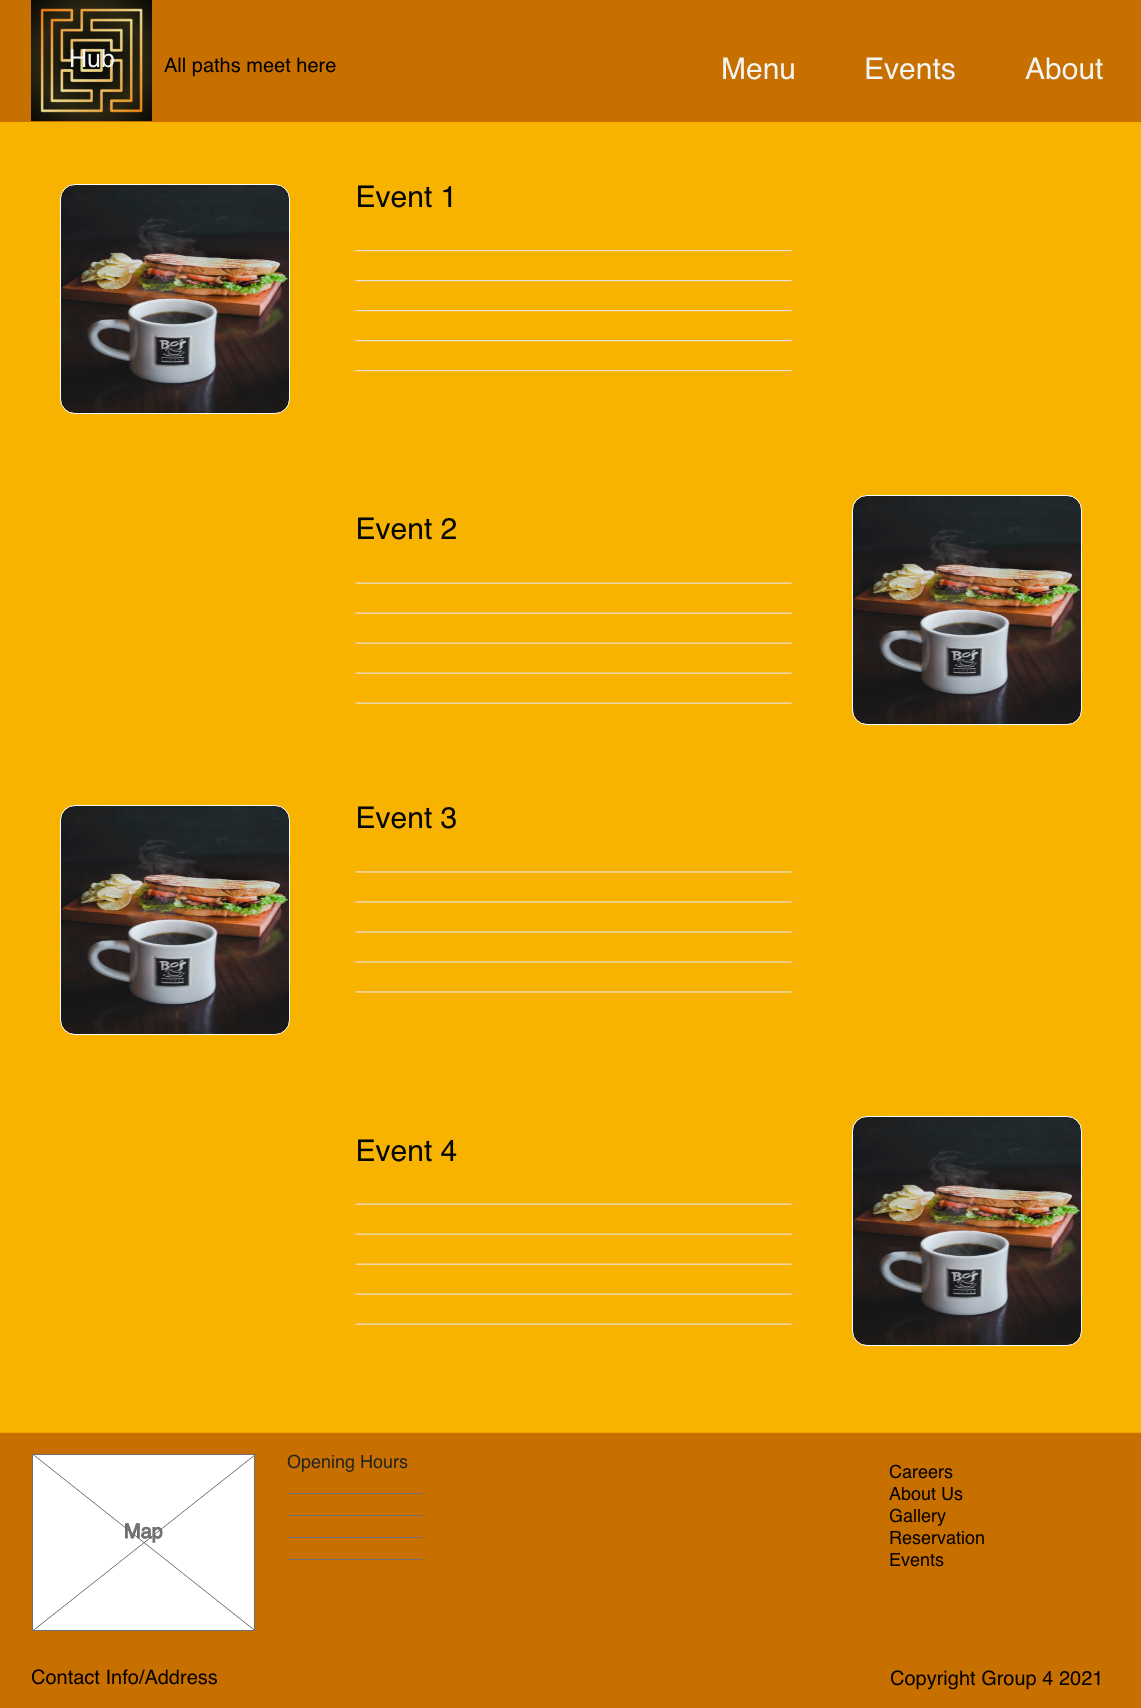 Hub
All paths meet here
Menu
Events
About
Event 1
Event 2
Event 3
Event 4
Opening Hours
Map
Careers
About Us
Gallery
Reservation
Events
Contact Info/Address
Copyright Group 4 2021